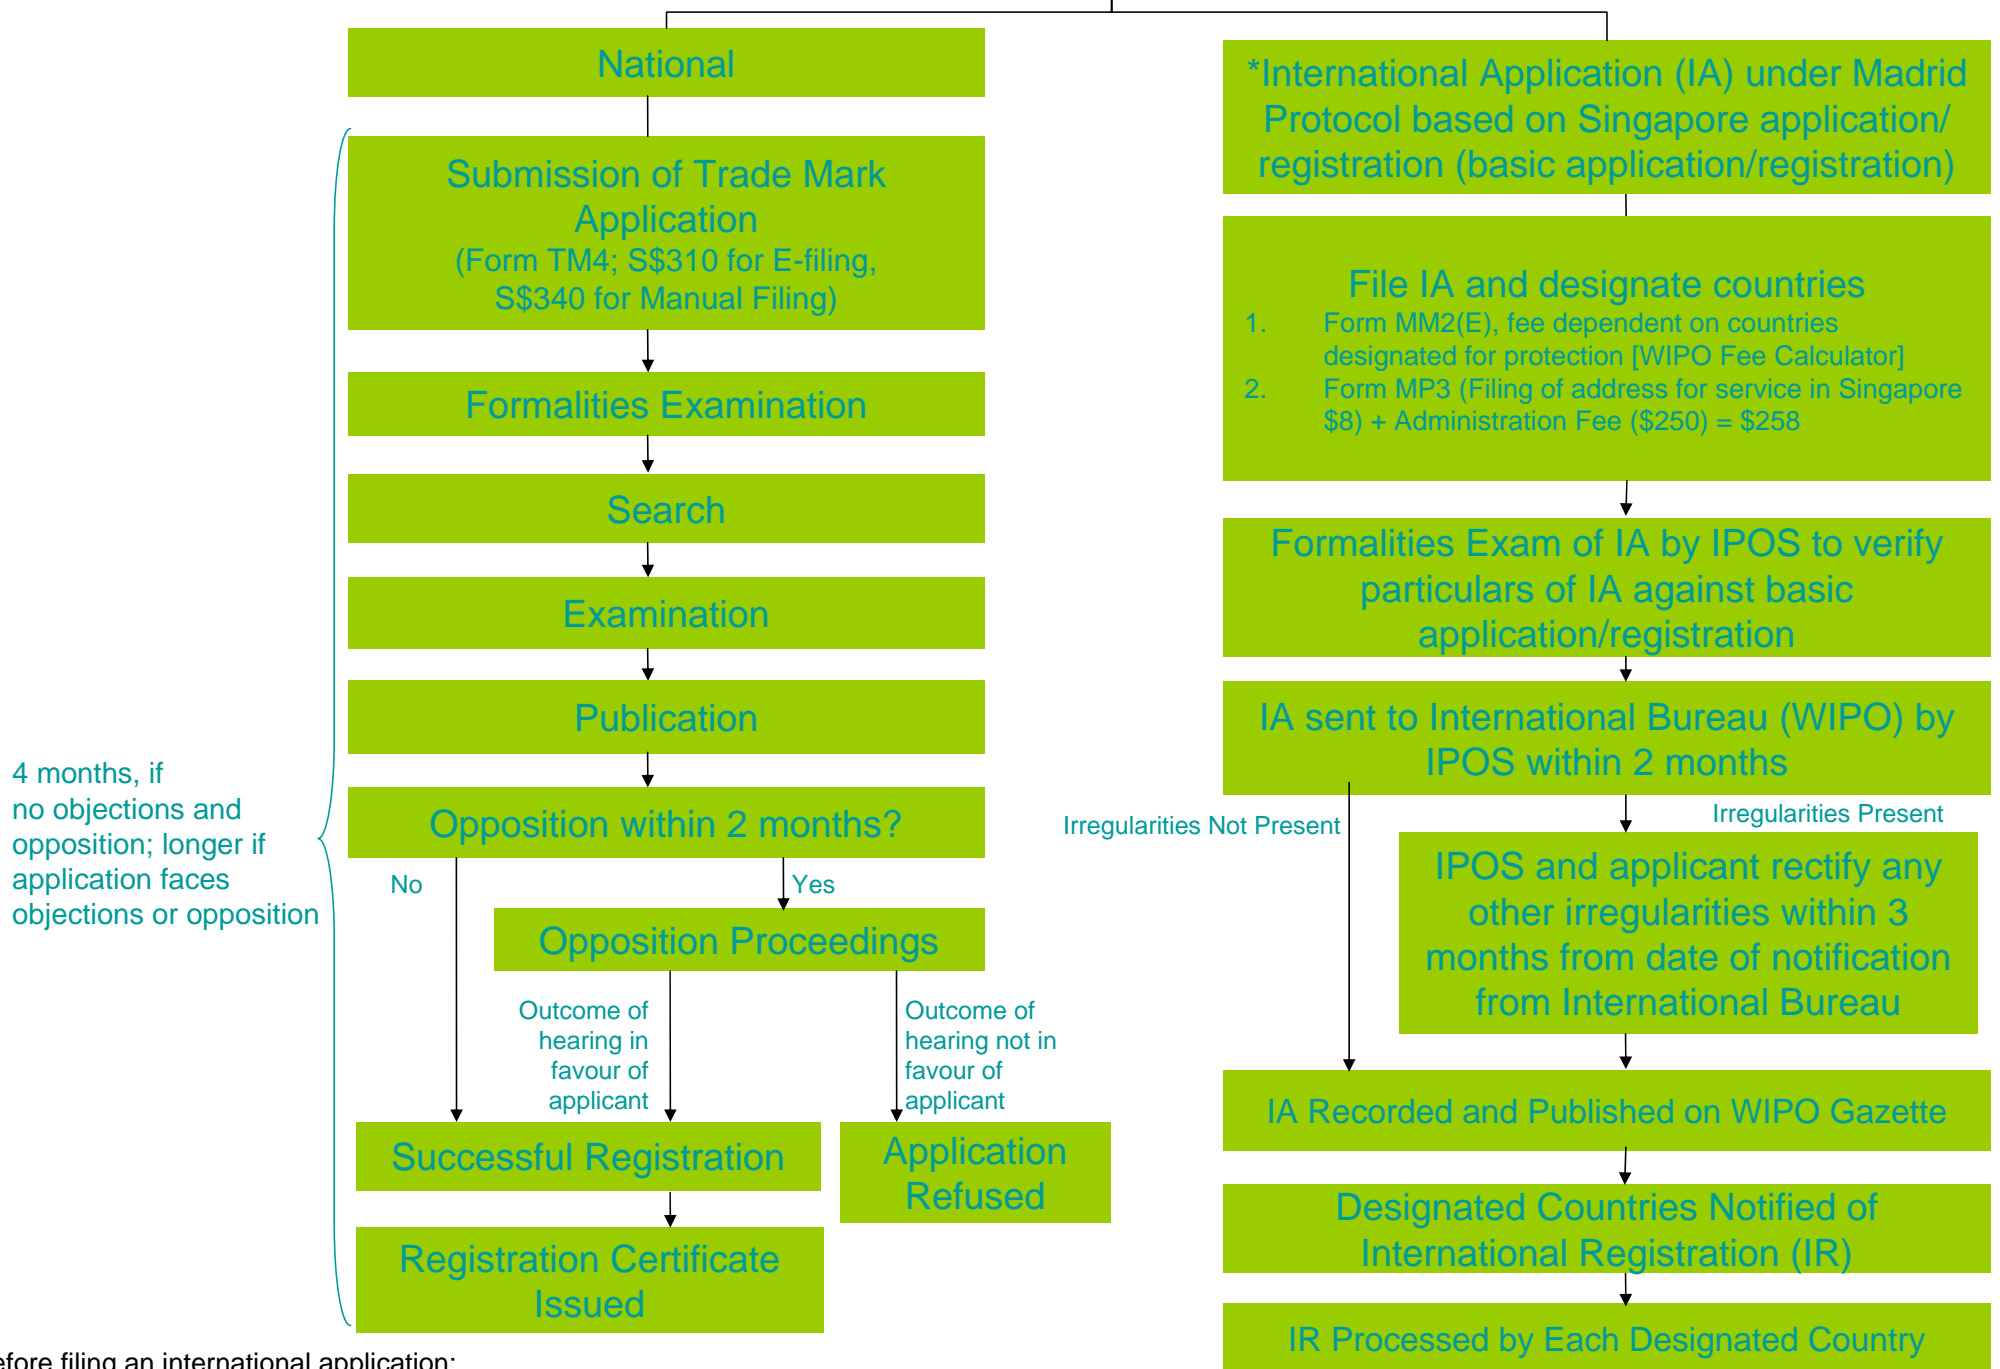 National
Submission of Trade Mark
Application
(Form TM4; S$310 for E-filing,
S$340 for Manual Filing)
Formalities Examination
Search
Examination
Publication
4 months, if
no objections and
opposition; longer if
application faces
objections or opposition
Opposition within 2 months?
No
Yes
Opposition Proceedings
Outcome of
hearing in
favour of
applicant
Outcome of
hearing not in
favour of
applicant
Successful Registration
Application
Refused
Registration Certificate
Issued
*International Application (IA) under Madrid
Protocol based on Singapore application/
registration (basic application/registration)
File IA and designate countries
1. Form MM2(E), fee dependent on countries
designated for protection [WIPO Fee Calculator]
2. Form MP3 (Filing of address for service in Singapore
$8) + Administration Fee ($250) = $258
Formalities Exam of IA by IPOS to verify
particulars of IA against basic
application/registration
IA sent to International Bureau (WIPO) by
IPOS within 2 months
Irregularities Not Present
Irregularities Present
IPOS and applicant rectify any
other irregularities within 3
months from date of notification
from International Bureau
IA Recorded and Published on WIPO Gazette
Designated Countries Notified of
International Registration (IR)
IR Processed by Each Designated Country
efore filing an international application: